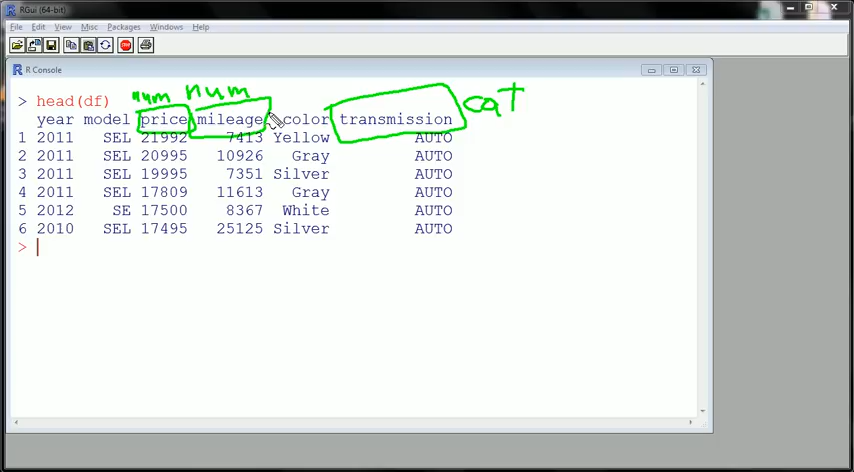 RGui (64-bit)
File Edit View Misc Packages Windows Help
STOP
R Console
num num cat
> head(df)
year model price mileage color transmission
1 2011 SEL 21992 7413 Yellow AUTO
2 2011 SEL 20995 10926 Gray AUTO
3 2011 SEL 19995 7351 Silver AUTO
4 2011 SEL 17809 11613 Gray AUTO
5 2012 SE 17500 8367 White AUTO
6 2010 SEL 17495 25125 Silver AUTO
>